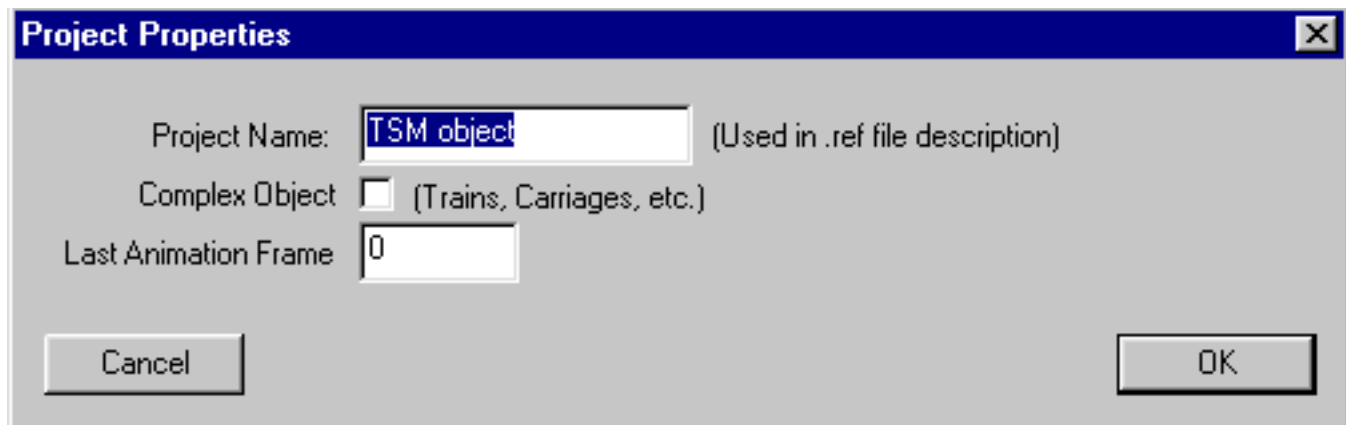 Project Properties
Project Name: TSM object (Used in .ref file description)
Complex Object (Trains, Carriages, etc.)
Last Animation Frame 0
Cancel OK